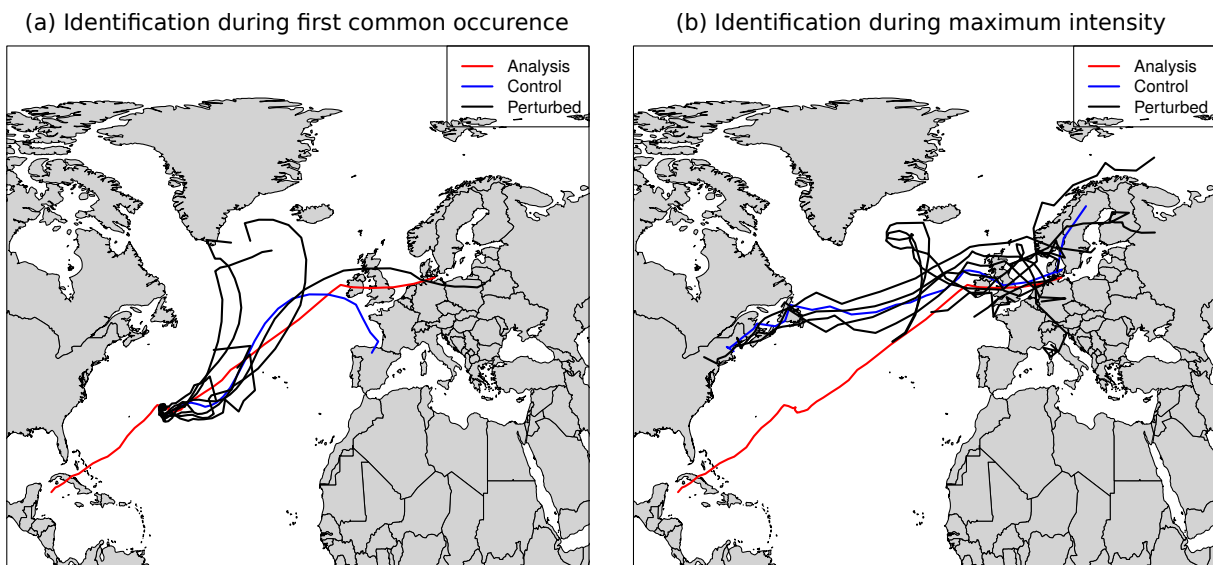 (a) Identification during first common occurence
Analysis
Control
Perturbed
(b) Identification during maximum intensity
Analysis
Control
Perturbed